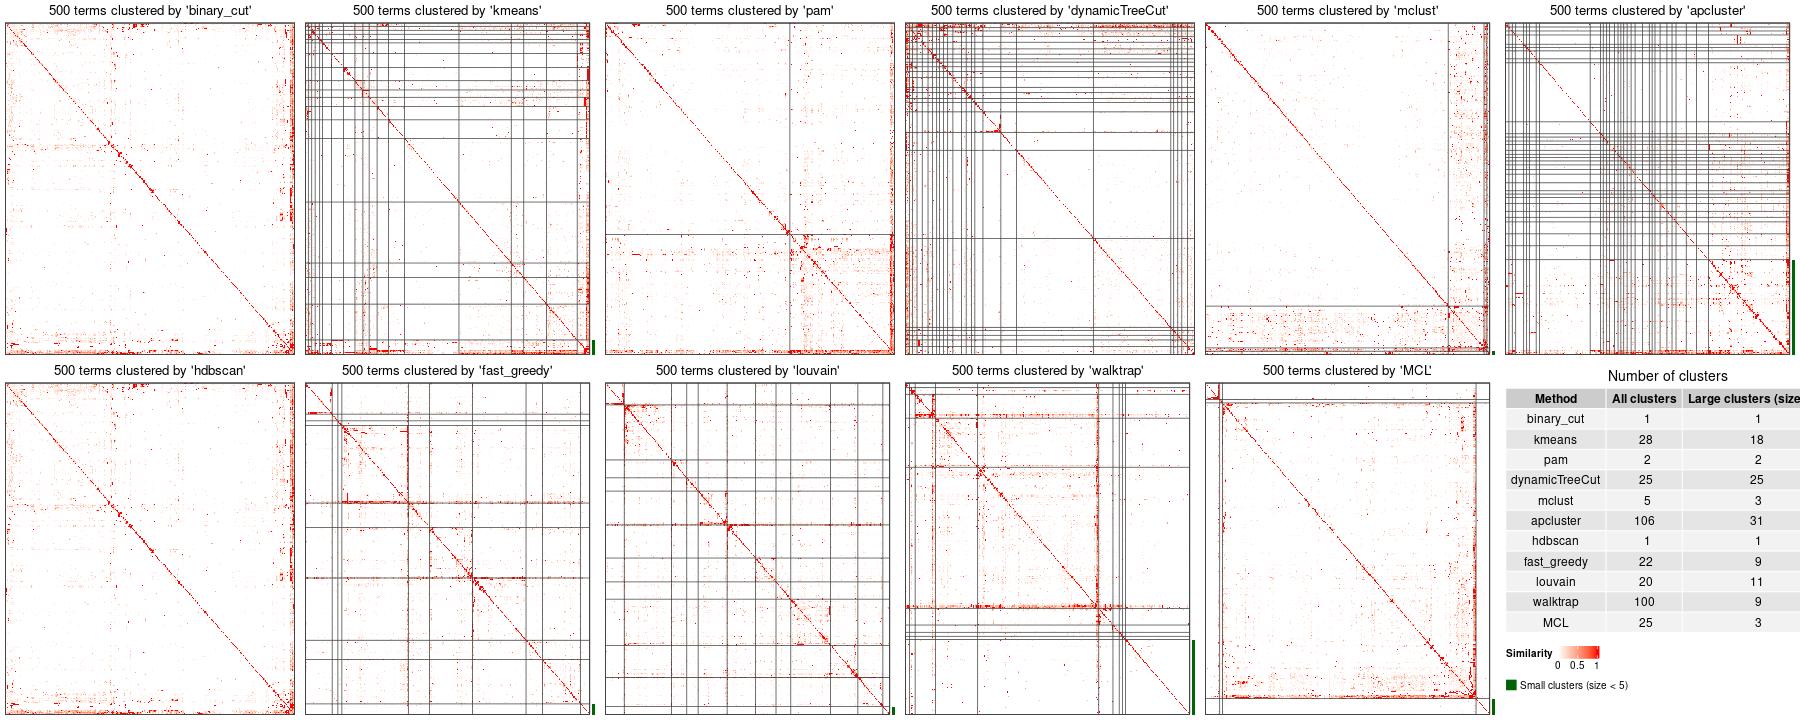 500 terms clustered by 'binary_cut'
500 terms clustered by 'kmeans'
500 terms clustered by 'pam'
500 terms clustered by 'dynamicTreeCut'
500 terms clustered by 'mclust'
500 terms clustered by 'apcluster'
500 terms clustered by 'hdbscan'
500 terms clustered by 'fast_greedy'
500 terms clustered by 'louvain'
500 terms clustered by 'walktrap'
500 terms clustered by 'MCL'
Number of clusters
Method All clusters Large clusters (size
binary_cut 1 1
kmeans 28 18
pam 2 2
dynamicTreeCut 25 25
mclust 5 3
apcluster 106 31
hdbscan 1 1
fast_greedy 22 9
louvain 20 11
walktrap 100 9
MCL 25 3
Similarity
0 0.5 1
Small clusters (size < 5)